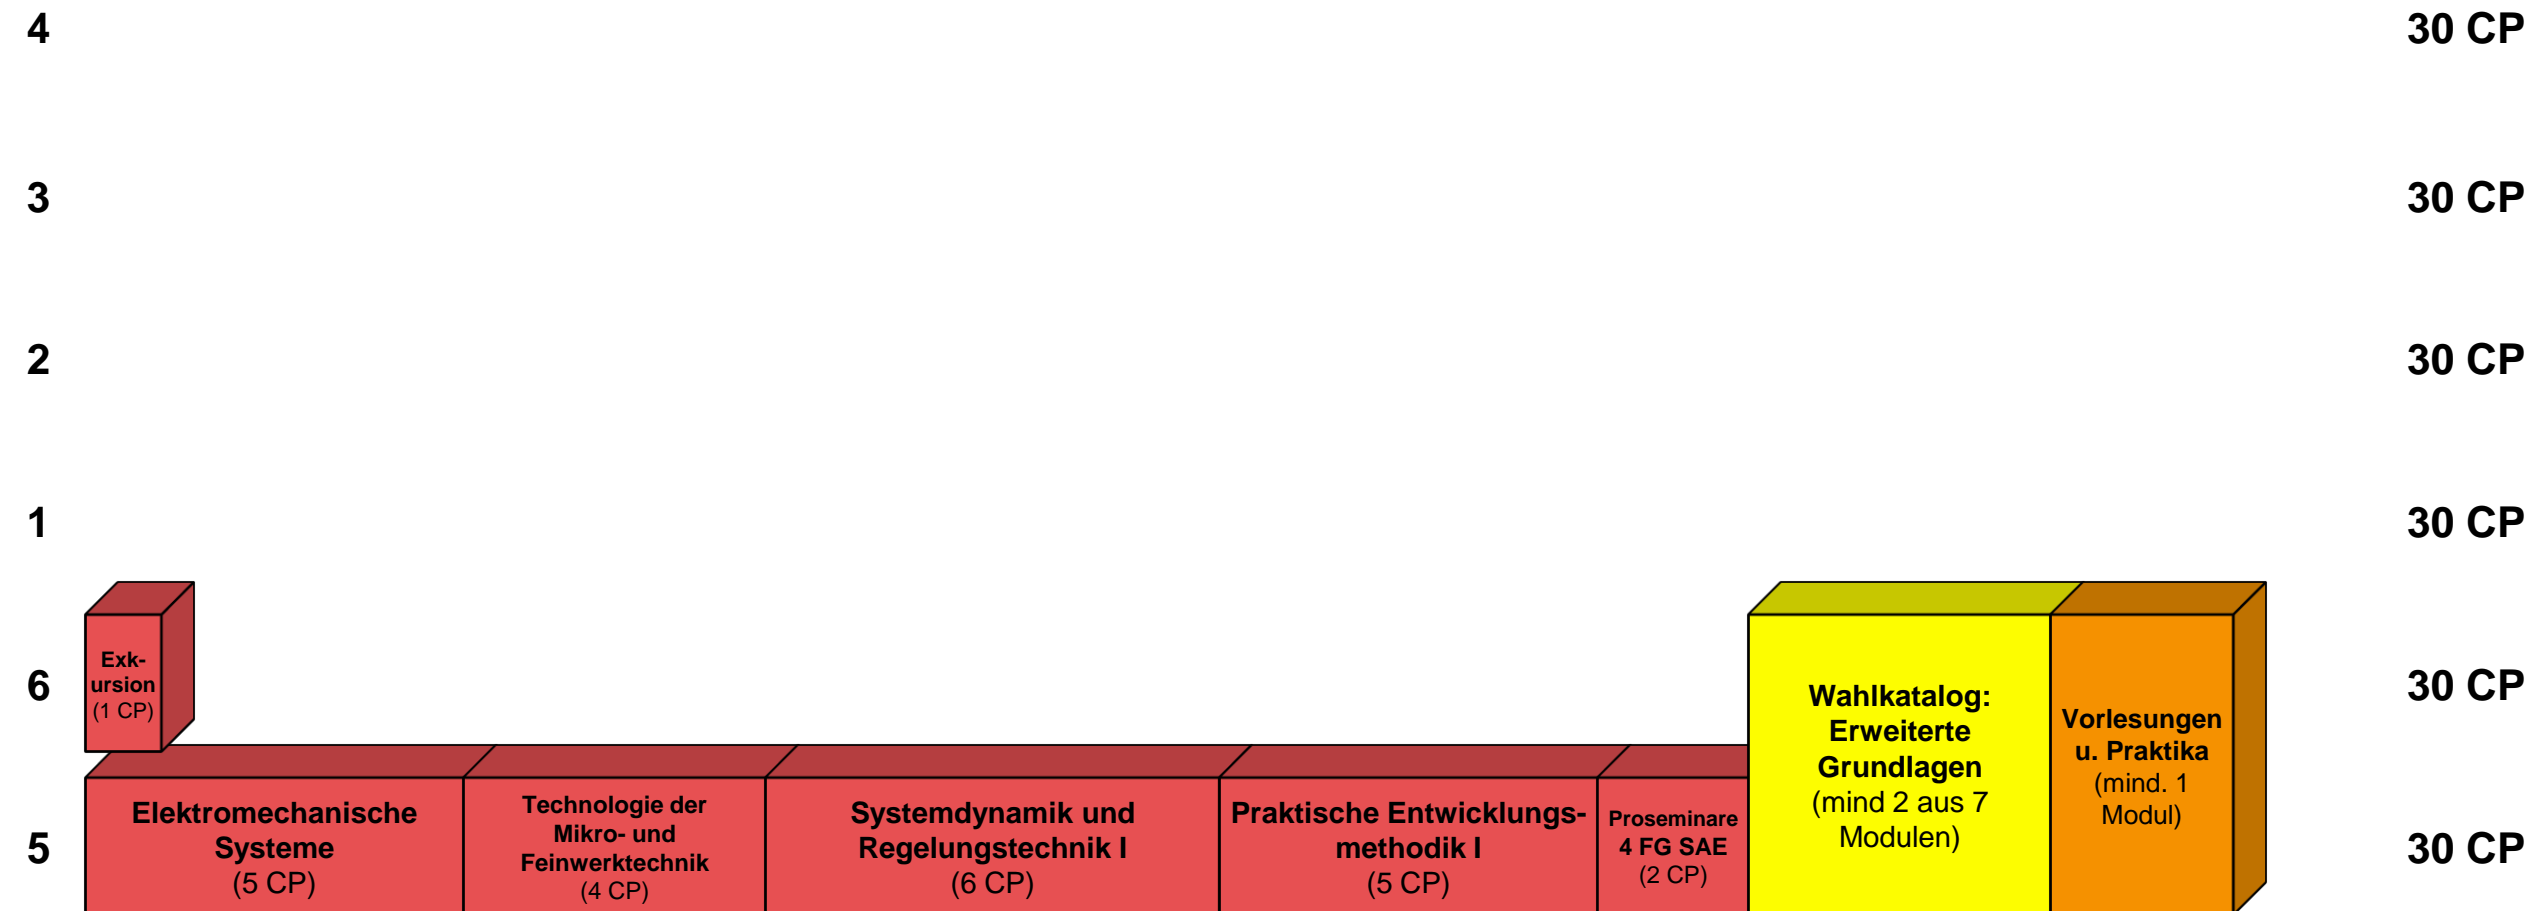 4
30 CP
3
30 CP
2
30 CP
1
30 CP
6
Exk-
ursion
(1 CP)
30 CP
5
Elektromechanische
Systeme
(5 CP)
Technologie der
Mikro- und
Feinwerktechnik
(4 CP)
Systemdynamik und
Regelungstechnik I
(6 CP)
Praktische Entwicklungs-
methodik I
(5 CP)
Proseminare
4 FG SAE
(2 CP)
Wahlkatalog:
Erweiterte
Grundlagen
(mind 2 aus 7
Modulen)
Vorlesungen
u. Praktika
(mind. 1
Modul)
30 CP